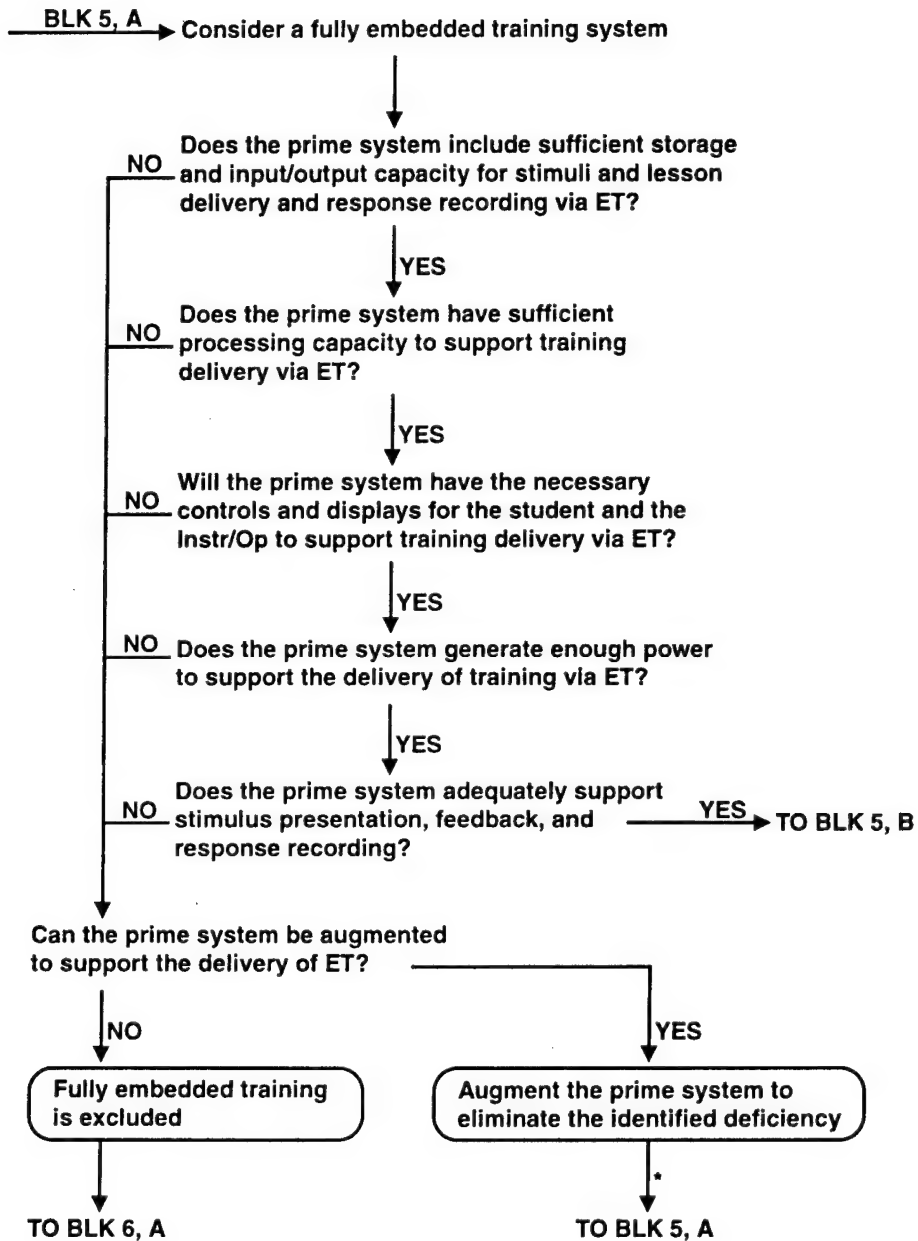 BLK 5, A
Consider a fully embedded training system
Does the prime system include sufficient storage
NO
and input/output capacity for stimuli and lesson
delivery and response recording via ET?
YES
Does the prime system have sufficient
NO
processing capacity to support training
delivery via ET?
YES
Will the prime system have the necessary
NO
controls and displays for the student and the
Instr/Op to support training delivery via ET?
YES
NO
Does the prime system generate enough power
to support the delivery of training via ET?
YES
Does the prime system adequately support
NO
stimulus presentation, feedback, and
response recording?
YES
TO BLK 5, B
Can the prime system be augmented
to support the delivery of ET?
NO
YES
Fully embedded training
is excluded
Augment the prime system to
eliminate the identified deficiency
*
TO BLK 6, A
TO BLK 5, A